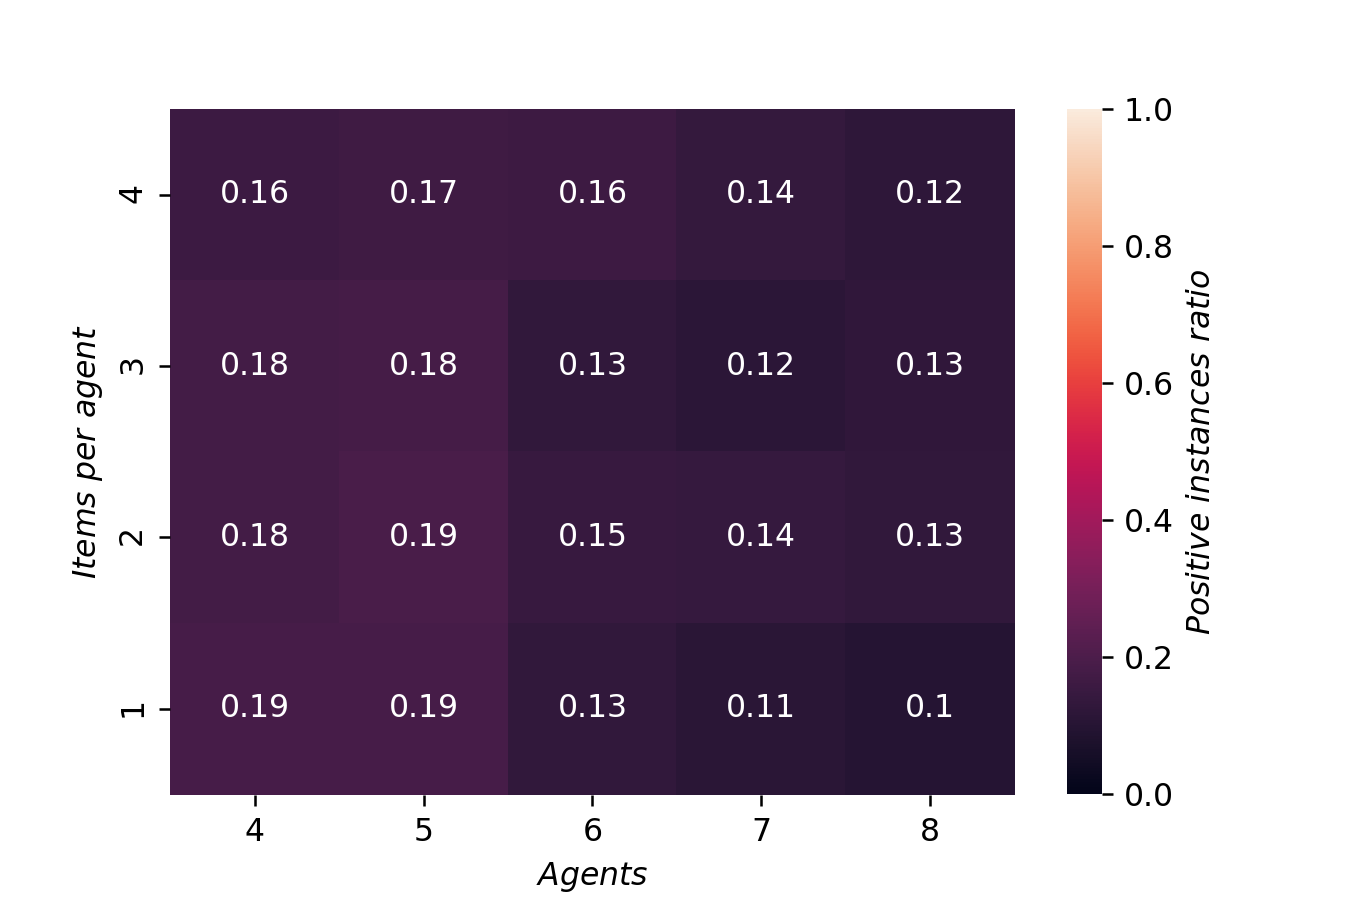 4 0.16 0.17 0.16 0.14 0.12
3 0.18 0.18 0.13 0.12 0.13
2 0.18 0.19 0.15 0.14 0.13
1 0.19 0.19 0.13 0.11 0.1
4 5 6 7 8
Agents
Items per agent
1.0
0.8
0.6
0.4
0.2
0.0
Positive instances ratio